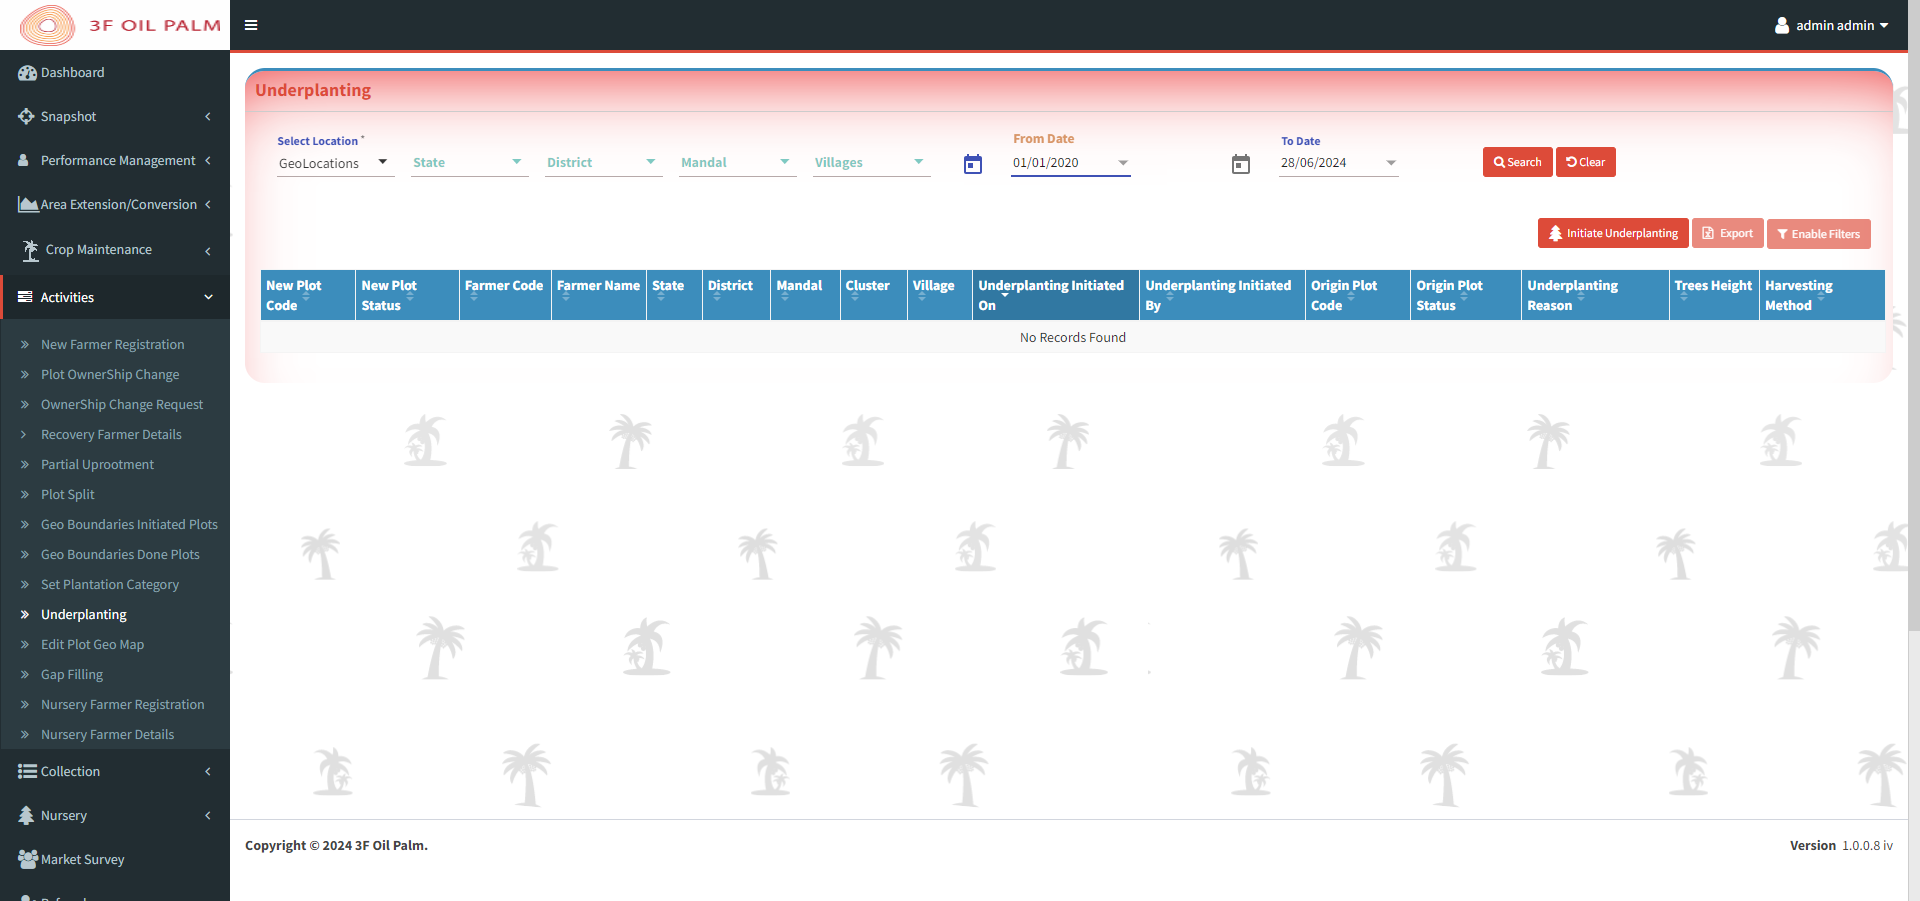 3F OIL PALM
admin admin
Dashboard
Snapshot
Performance Management
Area Extension/Conversion
Crop Maintenance
Activities
New Farmer Registration
Plot OwnerShip Change
OwnerShip Change Request
Recovery Farmer Details
Partial Uprootment
Plot Split
Geo Boundaries Initiated Plots
Geo Boundaries Done Plots
Set Plantation Category
Underplanting
Edit Plot Geo Map
Gap Filling
Nursery Farmer Registration
Nursery Farmer Details
Collection
Nursery
Market Survey
Underplanting
Select Location *
GeoLocations
State
District
Mandal
Villages
From Date
01/01/2020
To Date
28/06/2024
Search
Clear
Initiate Underplanting
Export
Enable Filters
New Plot Code
New Plot Status
Farmer Code
Farmer Name
State
District
Mandal
Cluster
Village
Underplanting Initiated On
Underplanting Initiated By
Origin Plot Code
Origin Plot Status
Underplanting Reason
Trees Height
Harvesting Method
No Records Found
Copyright © 2024 3F Oil Palm.
Version 1.0.0.8 iv